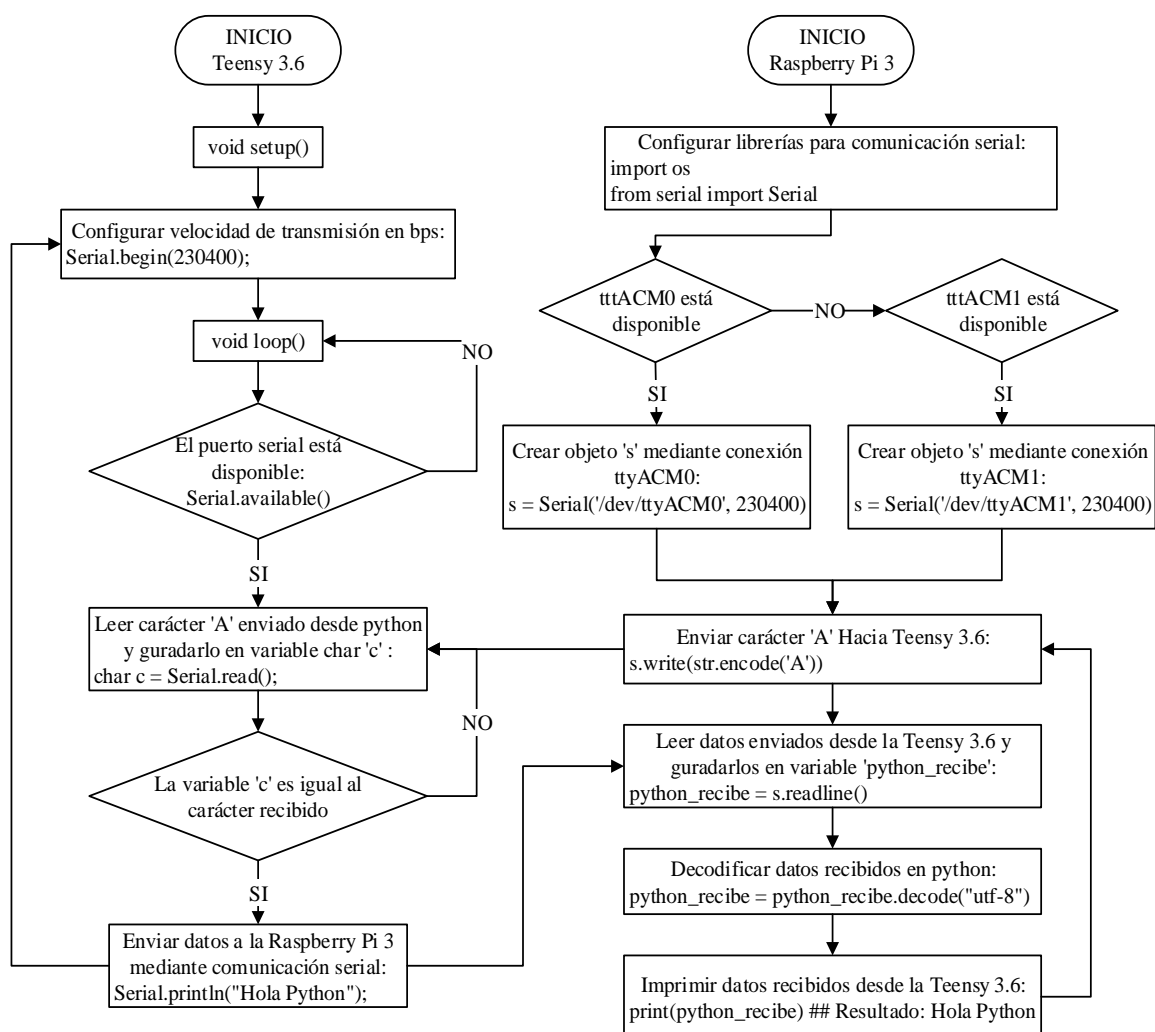 INICIO
Teensy 3.6
void setup()
Configurar velocidad de transmisión en bps:
Serial.begin(230400);
void loop()
NO
El puerto serial está
disponible:
Serial.available()
SI
Leer carácter 'A' enviado desde python
y guradarlo en variable char 'c' :
char c = Serial.read();
NO
La variable 'c' es igual al
carácter recibido
SI
Enviar datos a la Raspberry Pi 3
mediante comunicación serial:
Serial.println("Hola Python");
INICIO
Raspberry Pi 3
Configurar librerías para comunicación serial:
import os
from serial import Serial
tttACM0 está
disponible
NO
tttACM1 está
disponible
SI
SI
Crear objeto 's' mediante conexión
ttyACM0:
s = Serial('/dev/ttyACM0', 230400)
Crear objeto 's' mediante conexión
ttyACM1:
s = Serial('/dev/ttyACM1', 230400)
Enviar carácter 'A' Hacia Teensy 3.6:
s.write(str.encode('A'))
Leer datos enviados desde la Teensy 3.6 y
guradarlos en variable 'python_recibe':
python_recibe = s.readline()
Decodificar datos recibidos en python:
python_recibe = python_recibe.decode("utf-8")
Imprimir datos recibidos desde la Teensy 3.6:
print(python_recibe) ## Resultado: Hola Python